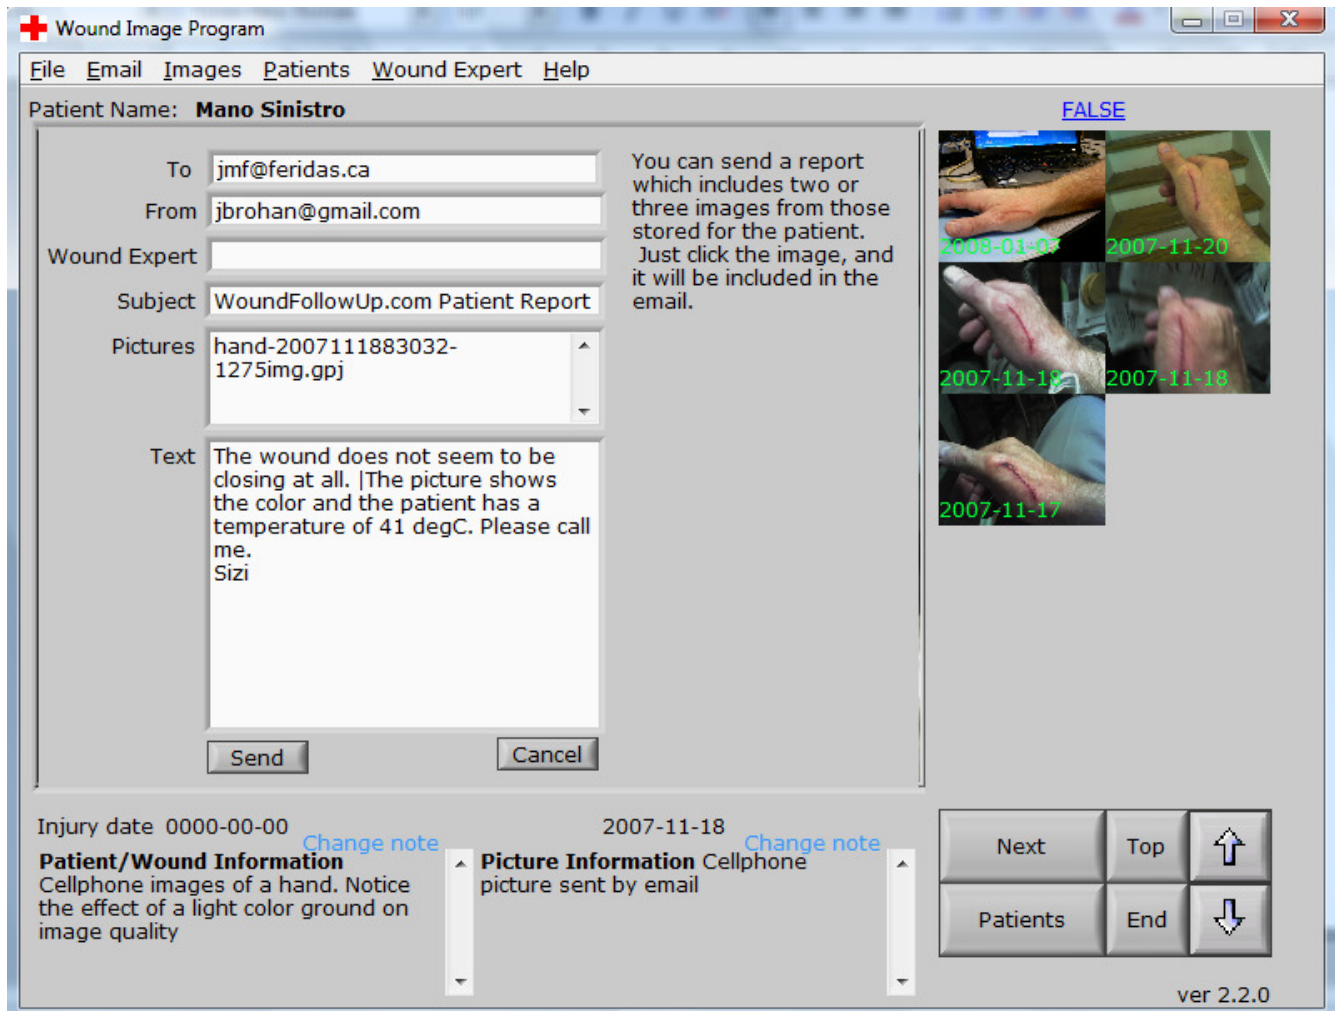 Wound Image Program
File Email Images Patients Wound Expert Help
Patient Name: Mano Sinistro
FALSE
To jmf@feridas.ca
From jbrohan@gmail.com
Wound Expert
Subject WoundFollowUp.com Patient Report
Pictures hand-2007111883032-
1275img.gpj
Text The wound does not seem to be
closing at all. |The picture shows
the color and the patient has a
temperature of 41 degC. Please call
me.
Sizi
Send Cancel
You can send a report
which includes two or
three images from those
stored for the patient.
Just click the image, and
it will be included in the
email.
2008-01-07 2007-11-20
2007-11-18 2007-11-18
2007-11-17
Injury date 0000-00-00
Change note
Patient/Wound Information
Cellphone images of a hand. Notice
the effect of a light color ground on
image quality
2007-11-18
Change note
Picture Information Cellphone
picture sent by email
Next Top
Patients End
ver 2.2.0